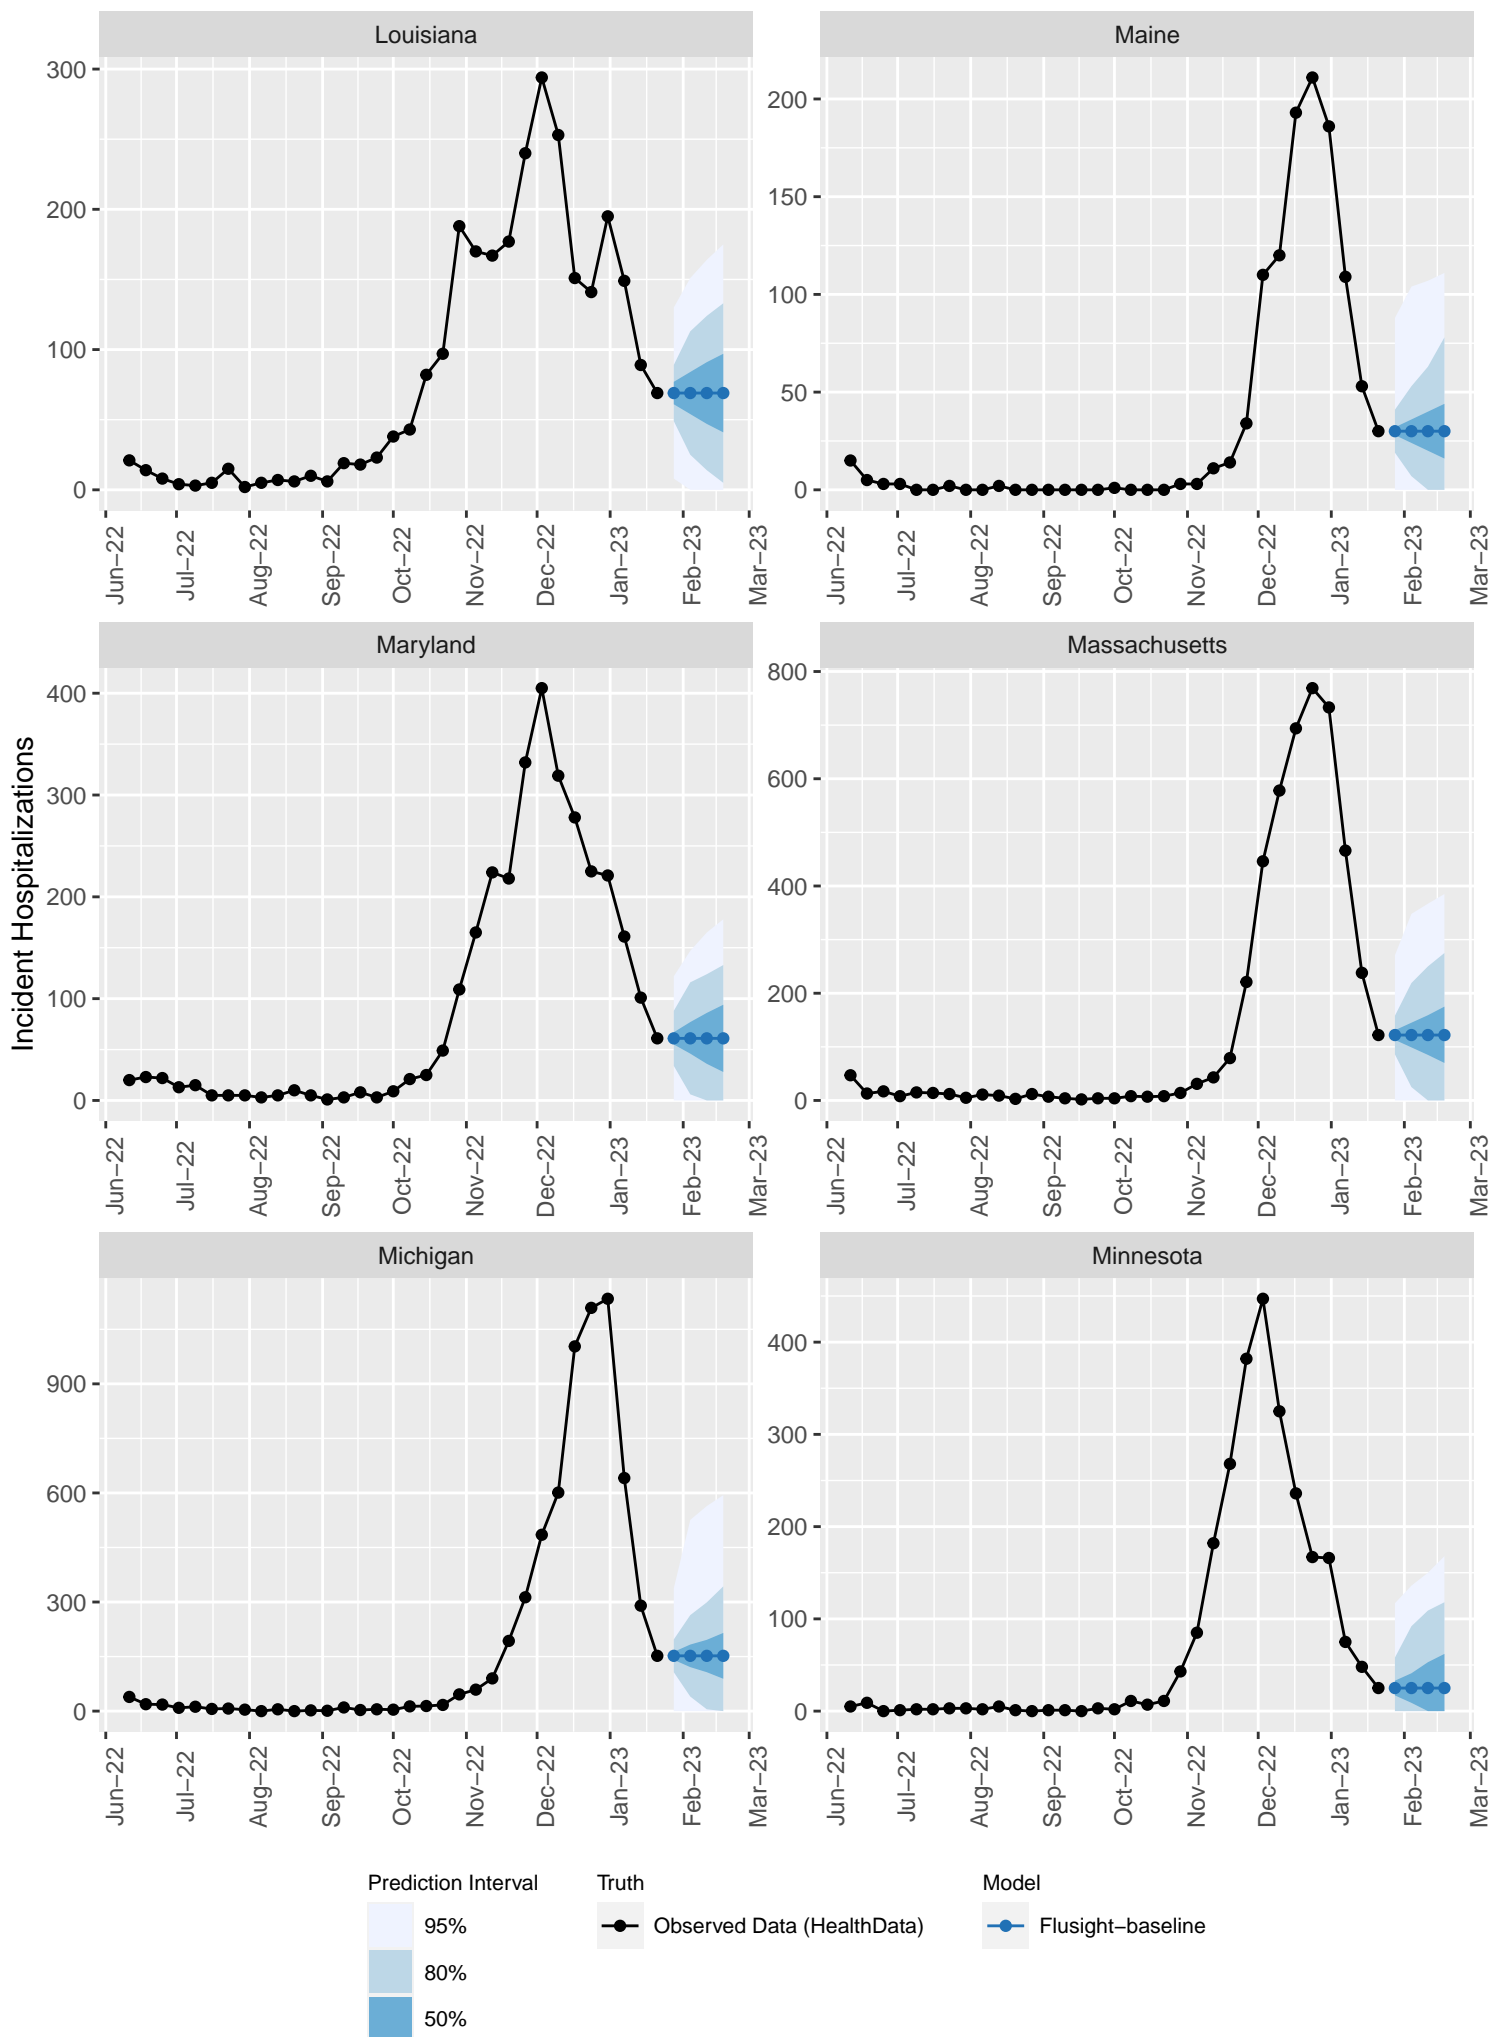 Louisiana
Maine
300
200
100
0
200
150
100
50
0
Jun−22
Jul−22
Aug−22
Sep−22
Oct−22
Nov−22
Dec−22
Jan−23
Feb−23
Mar−23
Jun−22
Jul−22
Aug−22
Sep−22
Oct−22
Nov−22
Dec−22
Jan−23
Feb−23
Mar−23
Incident Hospitalizations
Maryland
Massachusetts
400
300
200
100
0
800
600
400
200
0
Jun−22
Jul−22
Aug−22
Sep−22
Oct−22
Nov−22
Dec−22
Jan−23
Feb−23
Mar−23
Jun−22
Jul−22
Aug−22
Sep−22
Oct−22
Nov−22
Dec−22
Jan−23
Feb−23
Mar−23
Michigan
Minnesota
900
600
300
0
400
300
200
100
0
Jun−22
Jul−22
Aug−22
Sep−22
Oct−22
Nov−22
Dec−22
Jan−23
Feb−23
Mar−23
Jun−22
Jul−22
Aug−22
Sep−22
Oct−22
Nov−22
Dec−22
Jan−23
Feb−23
Mar−23
Prediction Interval
95%
80%
50%
Truth
Observed Data (HealthData)
Model
Flusight−baseline